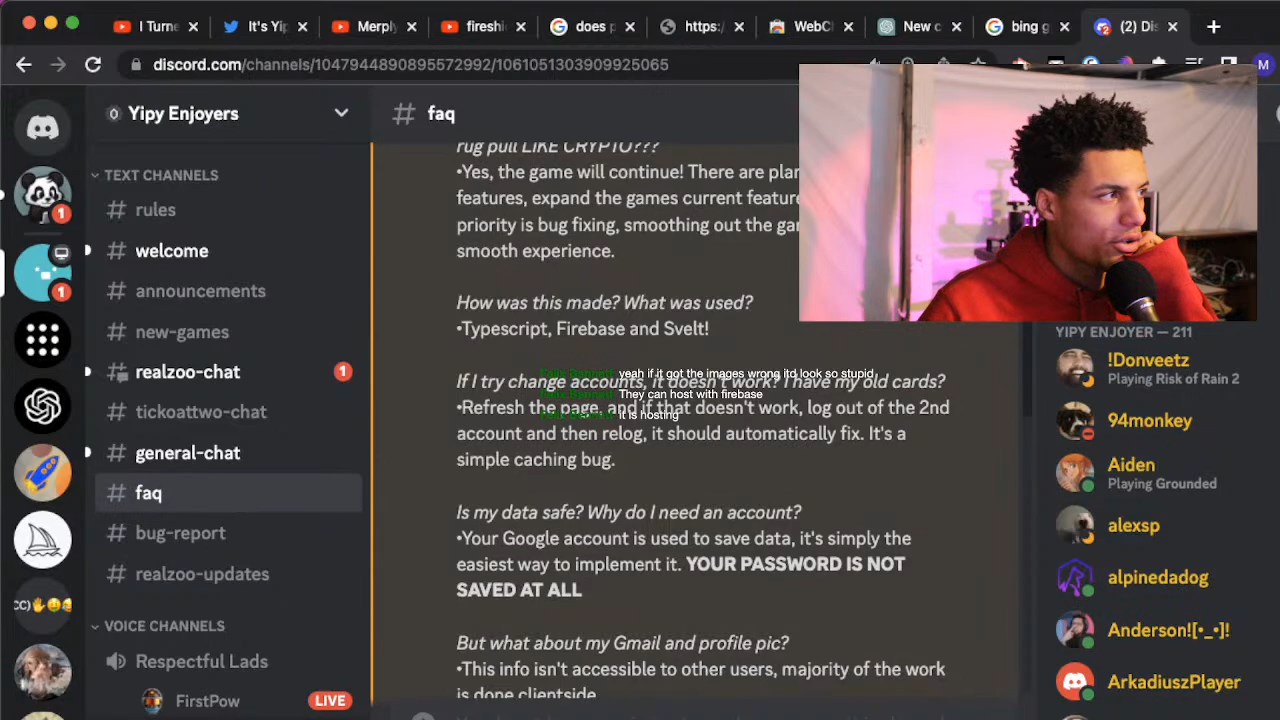 I Turne
It's Yip
Merply
fireshi
does p
https:/
WebC
New c
bing g
(2) Dis
discord.com/channels/1047944890895572992/1061051303909925065
M
Yipy Enjoyers
# faq
TEXT CHANNELS
# rules
# welcome
# announcements
# new-games
# realzoo-chat 1
# tickoattwo-chat
# general-chat
# faq
# bug-report
# realzoo-updates
VOICE CHANNELS
Respectful Lads
FirstPow LIVE
1
1
CC)
rug pull LIKE CRYPTO???
•Yes, the game will continue! There are plan
features, expand the games current feature
priority is bug fixing, smoothing out the ga
smooth experience.
How was this made? What was used?
•Typescript, Firebase and Svelt!
yeah if it got the images wrong itd look so stupid
If I try change accounts, it doesn't work? I have my old cards?
They can host with firebase
•Refresh the page, and if that doesn't work, log out of the 2nd
it is hosting
account and then relog, it should automatically fix. It's a
simple caching bug.
Is my data safe? Why do I need an account?
•Your Google account is used to save data, it's simply the
easiest way to implement it. YOUR PASSWORD IS NOT
SAVED AT ALL
But what about my Gmail and profile pic?
•This info isn't accessible to other users, majority of the work
is done clientside
YIPY ENJOYER — 211
!Donveetz
Playing Risk of Rain 2
94monkey
Aiden
Playing Grounded
alexsp
alpinedadog
Anderson![•_•]!
ArkadiuszPlayer